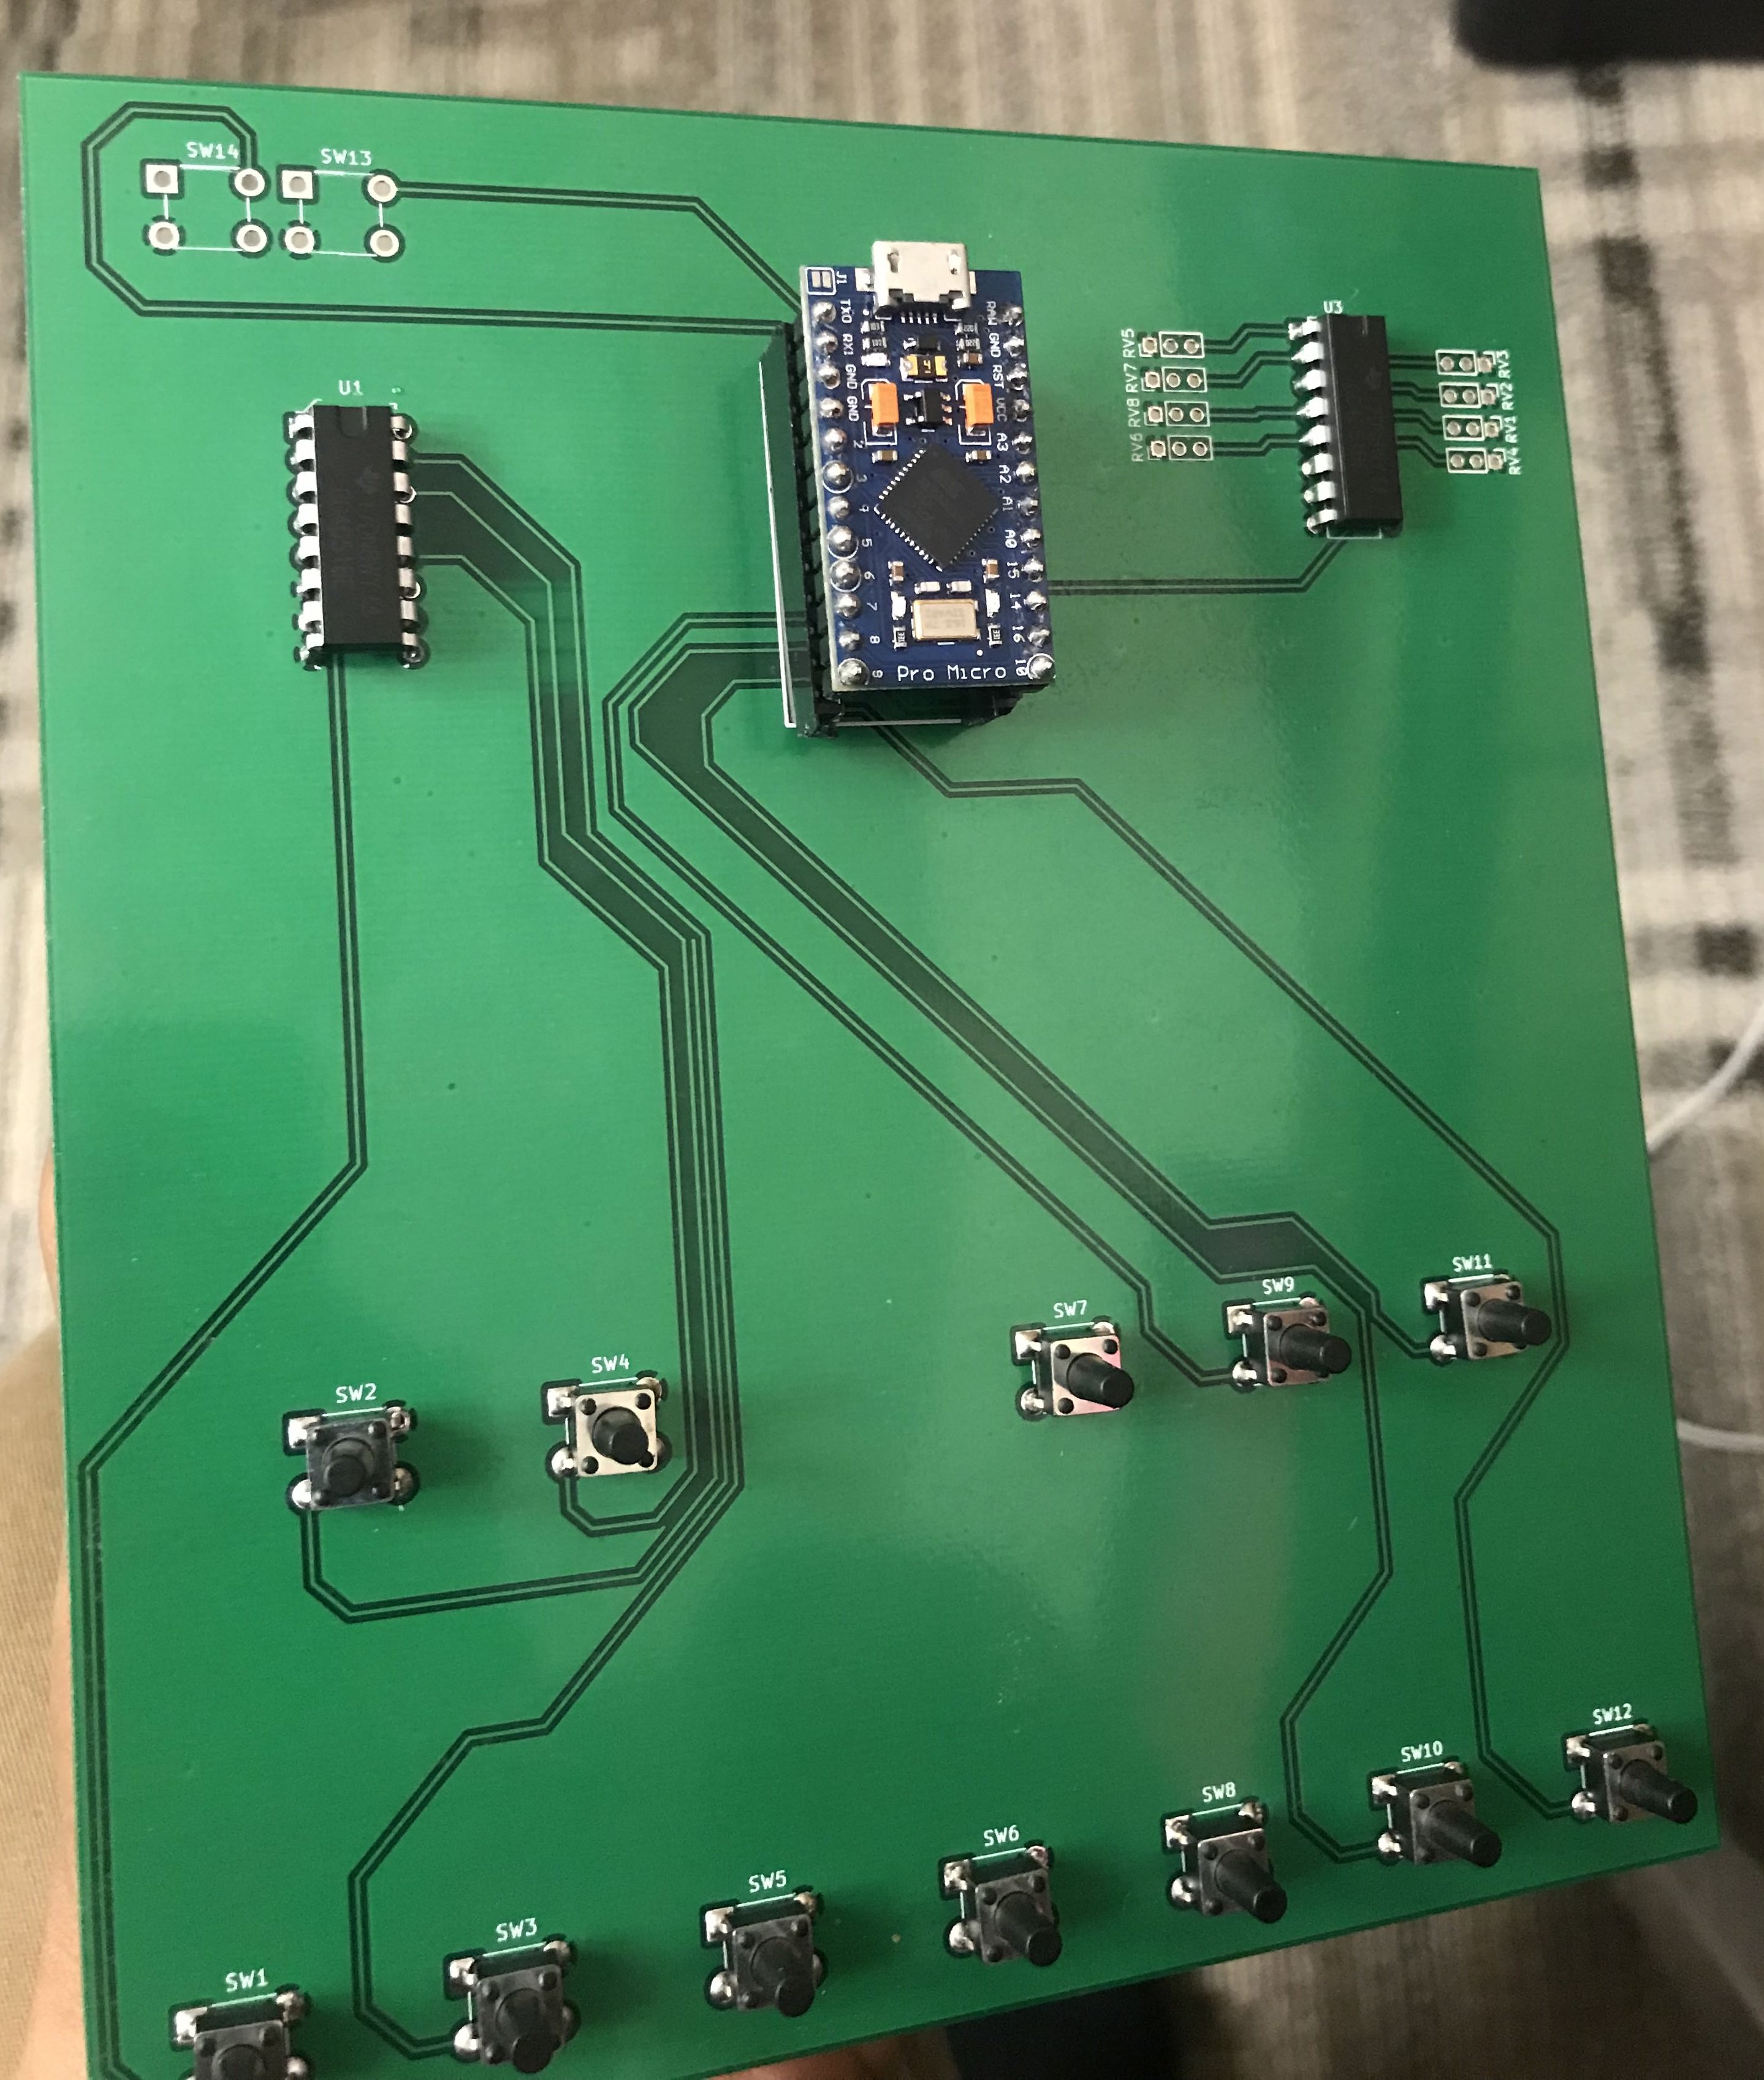 SW14
SW13
J1
TXO
RX1
GND
GND
2
3
4
5
6
7
8
9
RAW
GND
RST
VCC
A3
A2
A1
A0
15
14
16
10
Pro Micro
U3
RV5
RV7
RV8
RV6
RV3
RV2
RV1
RV4
U1
SW11
SW9
SW7
SW4
SW2
SW12
SW10
SW8
SW6
SW5
SW3
SW1